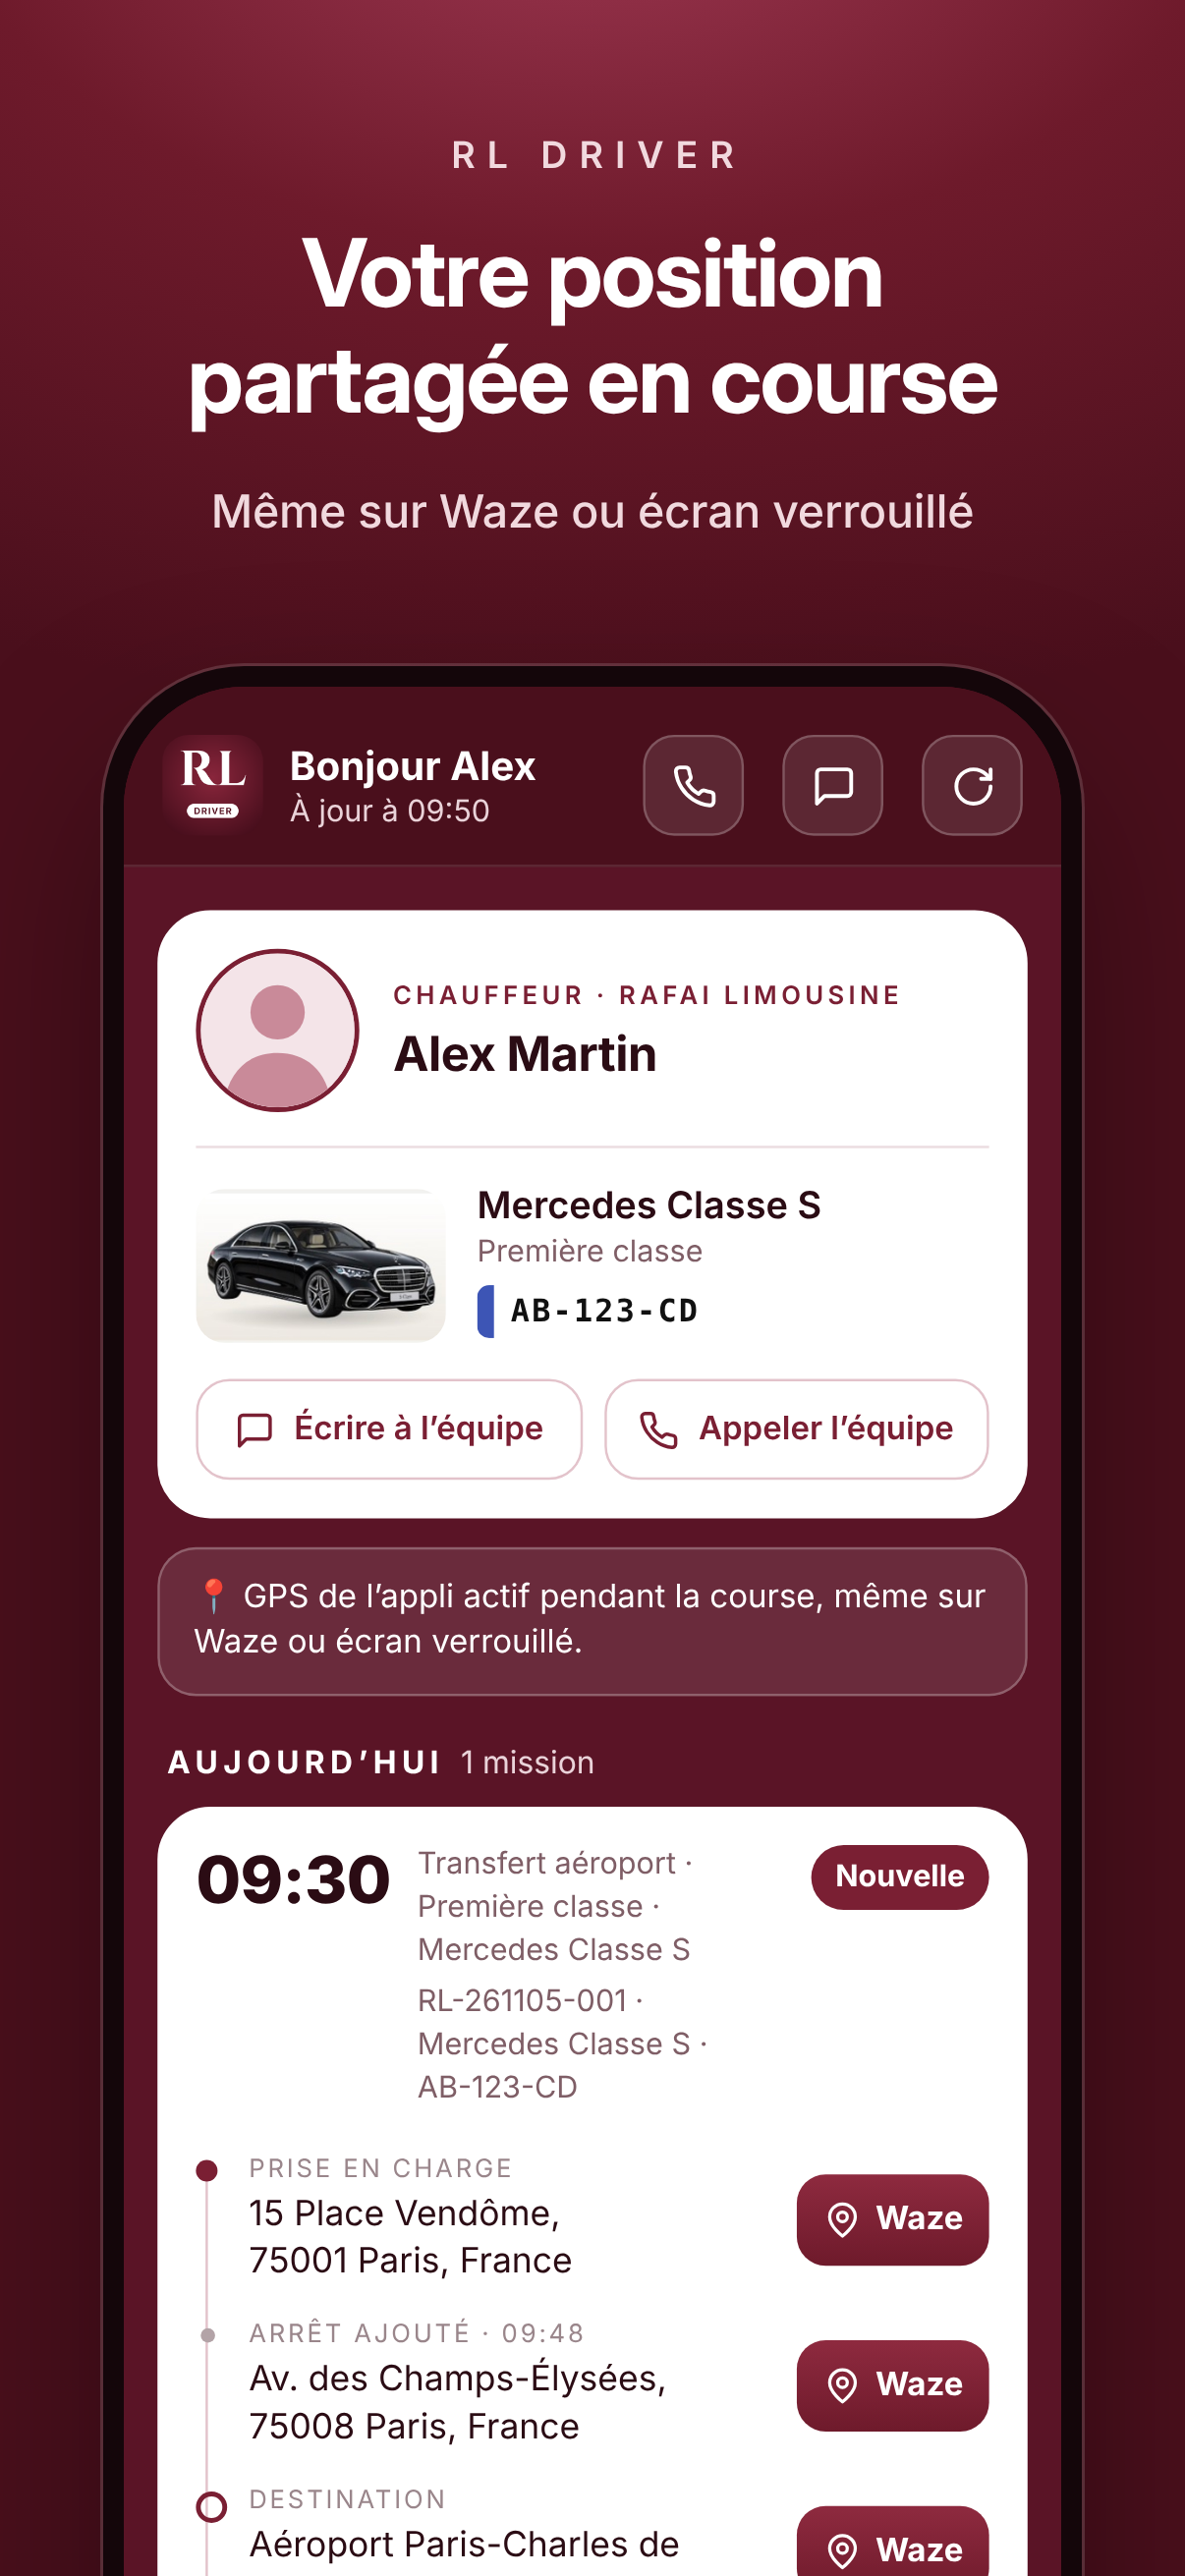 RL DRIVER
Votre position
partagée en course
Même sur Waze ou écran verrouillé
RL
DRIVER
Bonjour Alex
À jour à 09:50
CHAUFFEUR · RAFAI LIMOUSINE
Alex Martin
Mercedes Classe S
Première classe
AB-123-CD
Écrire à l’équipe
Appeler l’équipe
📍 GPS de l’appli actif pendant la course, même sur
Waze ou écran verrouillé.
AUJOURD’HUI 1 mission
09:30
Transfert aéroport ·
Première classe ·
Mercedes Classe S
RL-261105-001 ·
Mercedes Classe S ·
AB-123-CD
Nouvelle
PRISE EN CHARGE
15 Place Vendôme,
75001 Paris, France
Waze
ARRÊT AJOUTÉ · 09:48
Av. des Champs-Élysées,
75008 Paris, France
Waze
DESTINATION
Aéroport Paris-Charles de
Waze